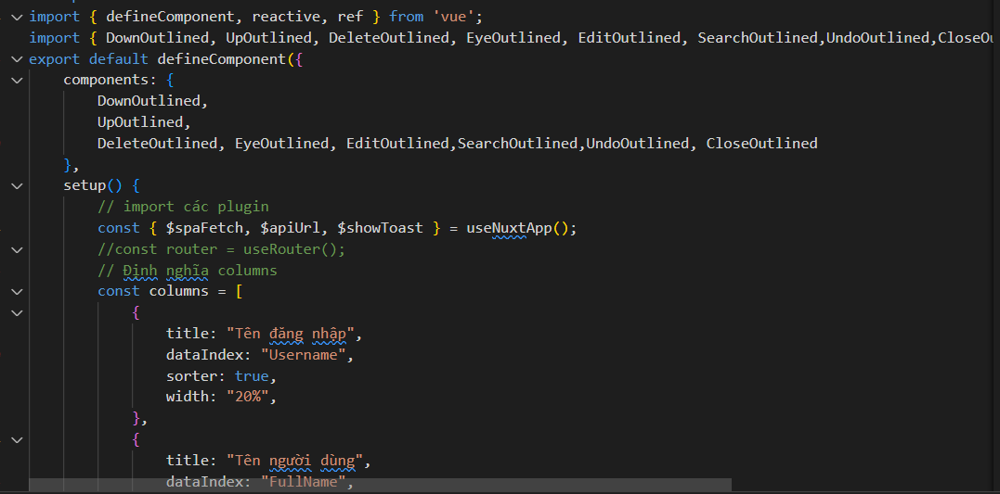 import { defineComponent, reactive, ref } from 'vue';
import { DownOutlined, UpOutlined, DeleteOutlined, EyeOutlined, EditOutlined, SearchOutlined,UndoOutlined,CloseOu
export default defineComponent({
components: {
DownOutlined,
UpOutlined,
DeleteOutlined, EyeOutlined, EditOutlined,SearchOutlined,UndoOutlined, CloseOutlined
},
setup() {
// import các plugin
const { $spaFetch, $apiUrl, $showToast } = useNuxtApp();
//const router = useRouter();
// Định nghĩa columns
const columns = [
{
title: "Tên đăng nhập",
dataIndex: "Username",
sorter: true,
width: "20%",
},
{
title: "Tên người dùng",
dataIndex: "FullName",